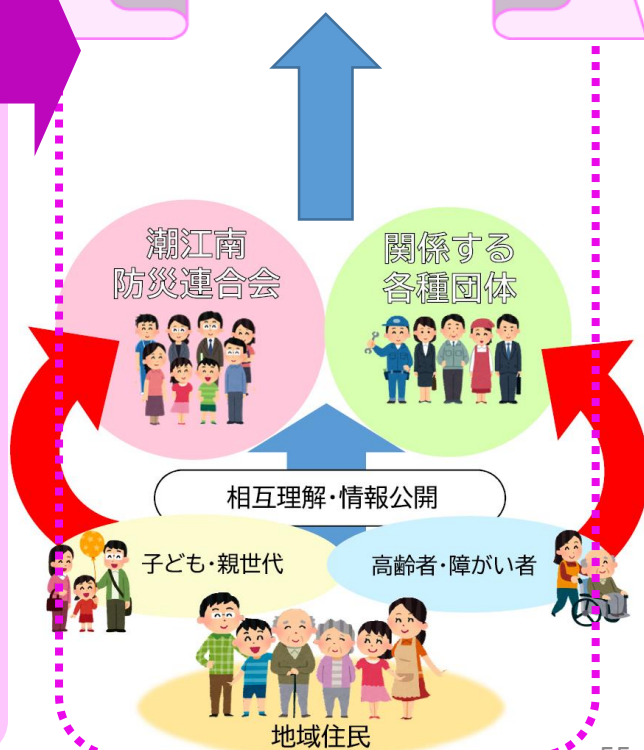 潮江南
防災連合会
関係する
各種団体
相互理解・情報公開
子ども・親世代
高齢者・障がい者
地域住民